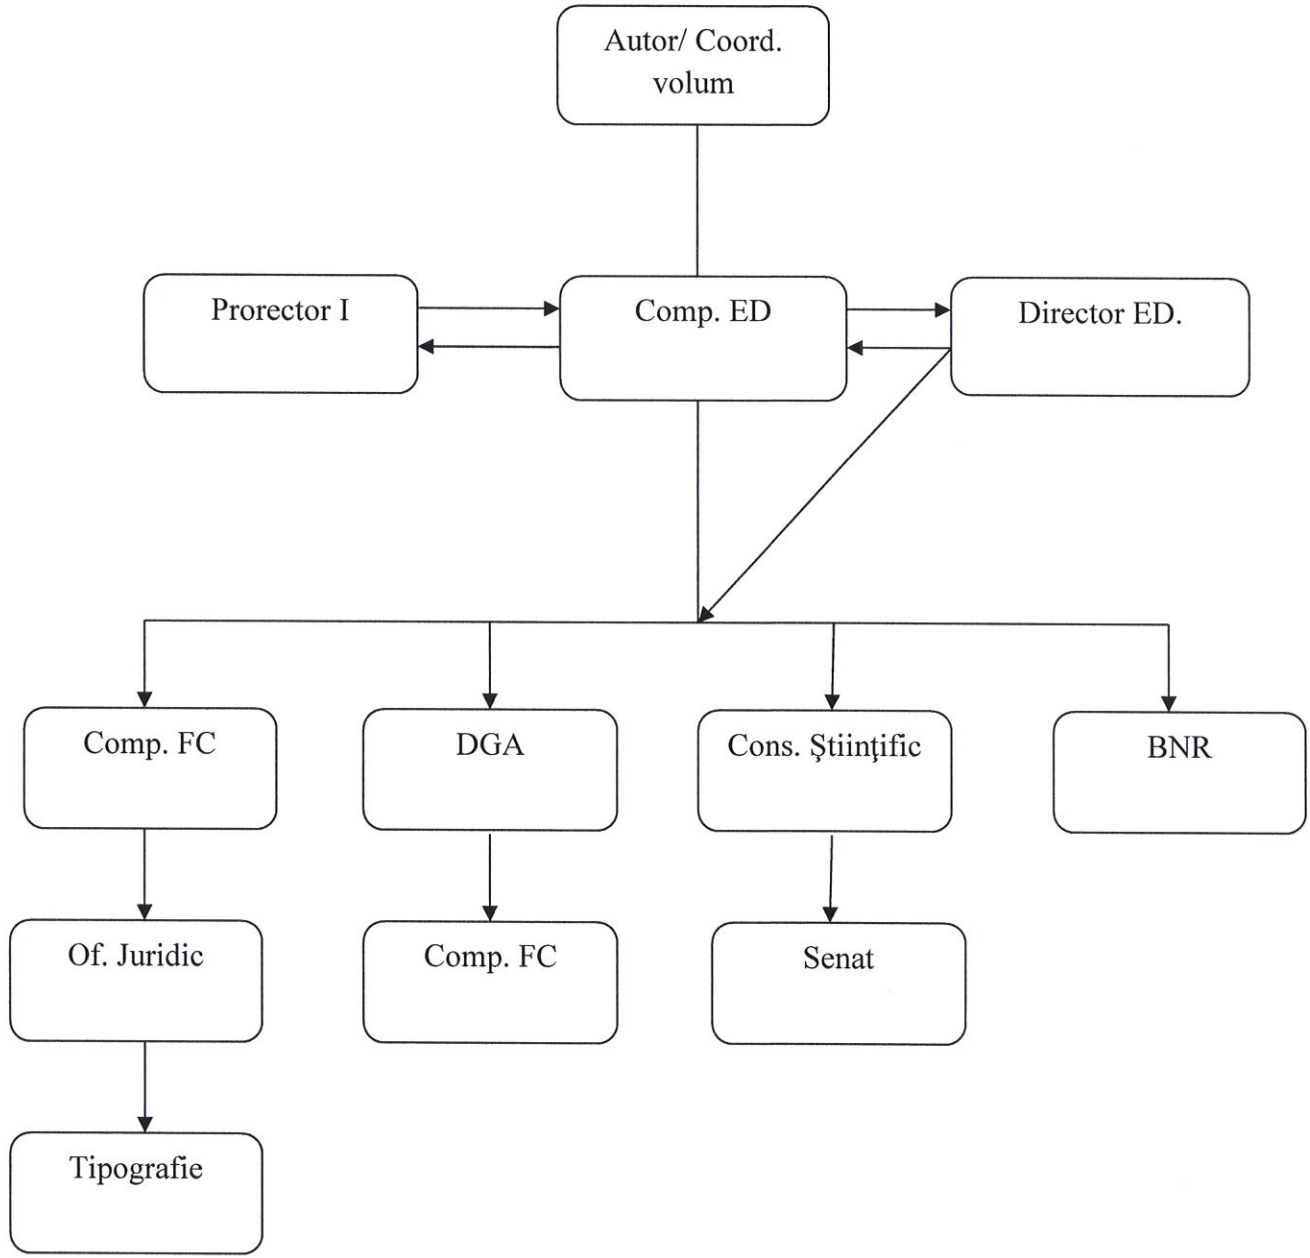 Autor/ Coord.
volum
Prorector I
Comp. ED
Director ED.
Comp. FC
DGA
Cons. Ştiinţific
BNR
Of. Juridic
Comp. FC
Senat
Tipografie